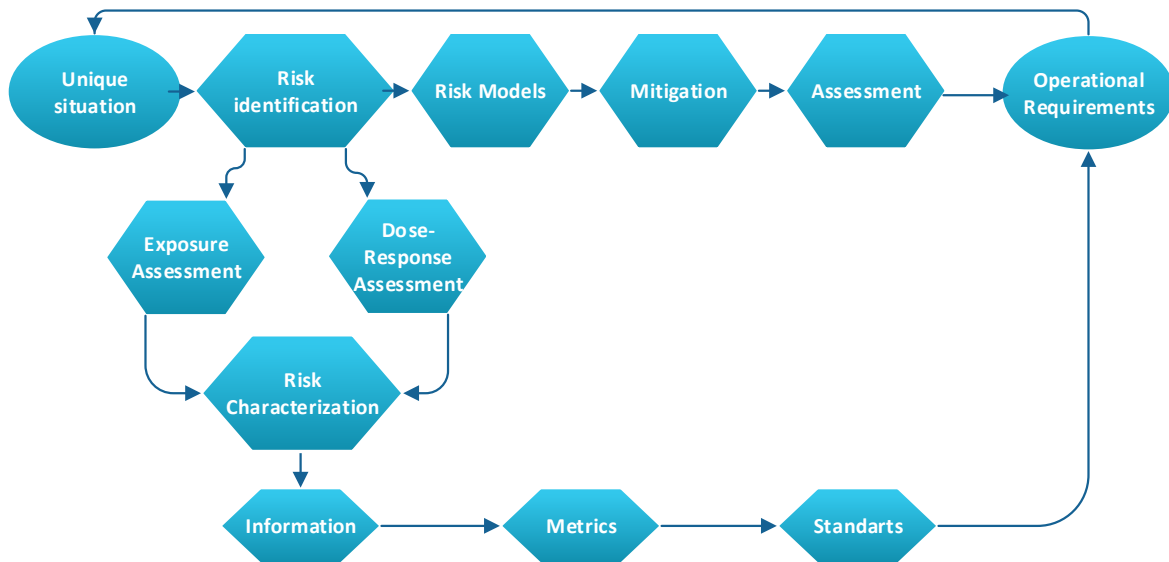 Unique
situation
Risk
identification
Risk Models
Mitigation
Assessment
Operational
Requirements
Exposure
Assessment
Dose-
Response
Assessment
Risk
Characterization
Information
Metrics
Standarts